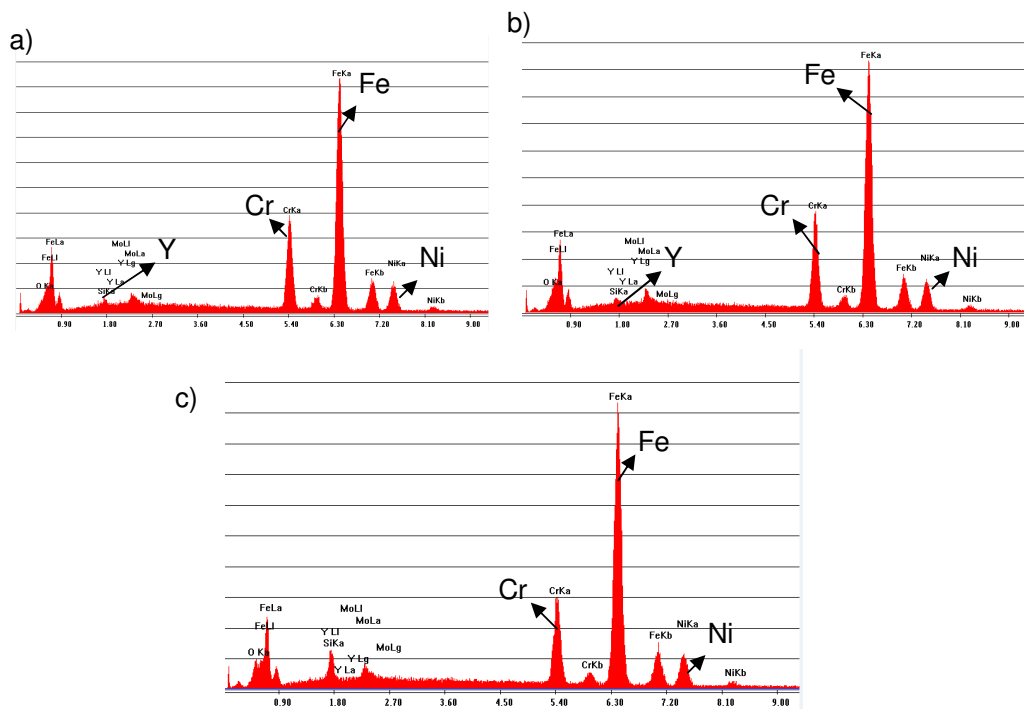 a)
FeKa
Fe
Cr
CrKa
FeLa
MoLl
MoLa
Y
FeLl
Y Lg
NiKa
Ni
Y Ll
FeKb
O Ka
Y La
SiKa
MoLg
CrKb
NiKb
0.90 1.80 2.70 3.60 4.50 5.40 6.30 7.20 8.10 9.00
b)
FeKa
Fe
Cr
CrKa
FeLa
MoLl
MoLa
Y
FeLl
Y Lg
NiKa
Ni
Y Ll
FeKb
O Ka
Y La
SiKa
MoLg
CrKb
NiKb
0.90 1.80 2.70 3.60 4.50 5.40 6.30 7.20 8.10 9.00
c)
FeKa
Fe
Cr
CrKa
FeLa
MoLl
MoLa
FeLl
Y Ll
NiKa
Ni
FeKb
SiKa
MoLg
O Ka
Y Lg
Y La
CrKb
NiKb
0.90 1.80 2.70 3.60 4.50 5.40 6.30 7.20 8.10 9.00